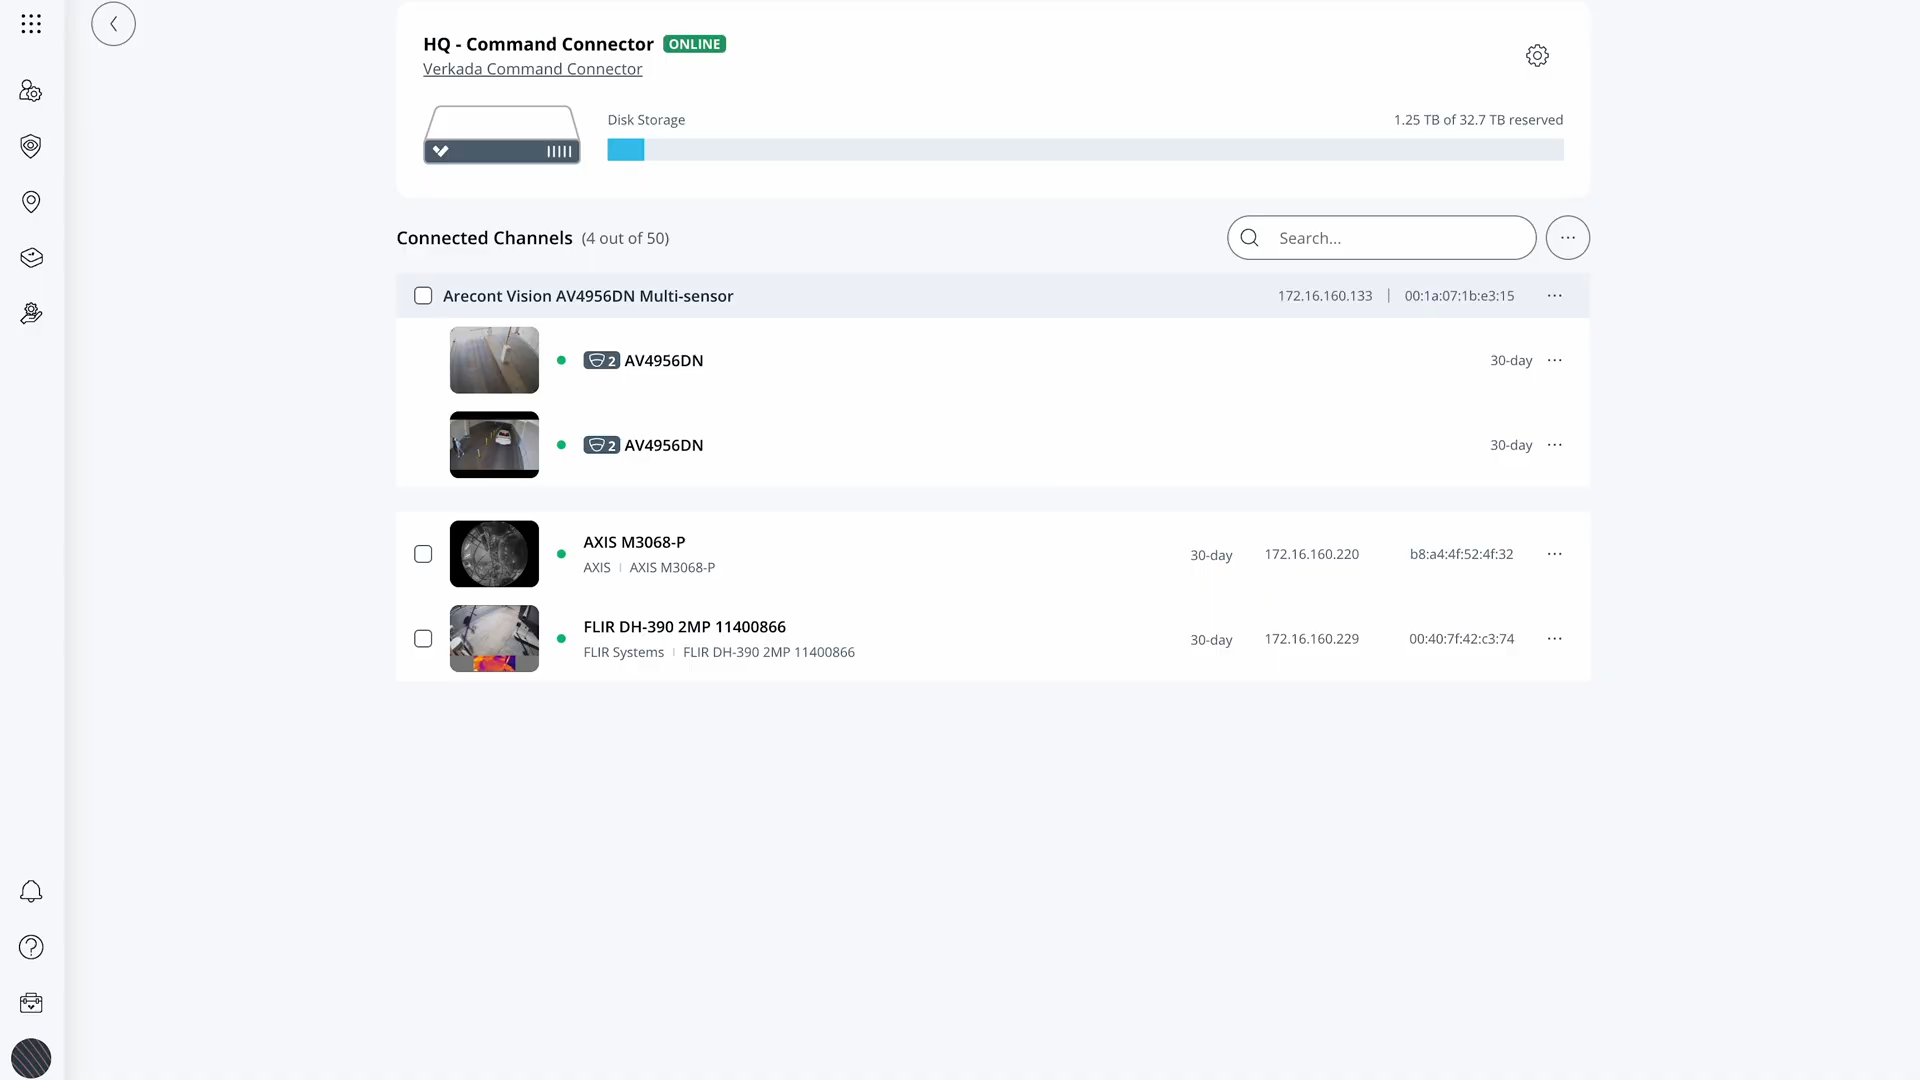 HQ - Command Connector ONLINE
Verkada Command Connector
Disk Storage 1.25 TB of 32.7 TB reserved
Connected Channels (4 out of 50) Search...
Arecont Vision AV4956DN Multi-sensor 172.16.160.133 | 00:1a:07:1b:e3:15
2 AV4956DN 30-day
2 AV4956DN 30-day
AXIS M3068-P
AXIS | AXIS M3068-P
30-day 172.16.160.220 b8:a4:4f:52:4f:32
FLIR DH-390 2MP 11400866
FLIR Systems | FLIR DH-390 2MP 11400866
30-day 172.16.160.229 00:40:7f:42:c3:74